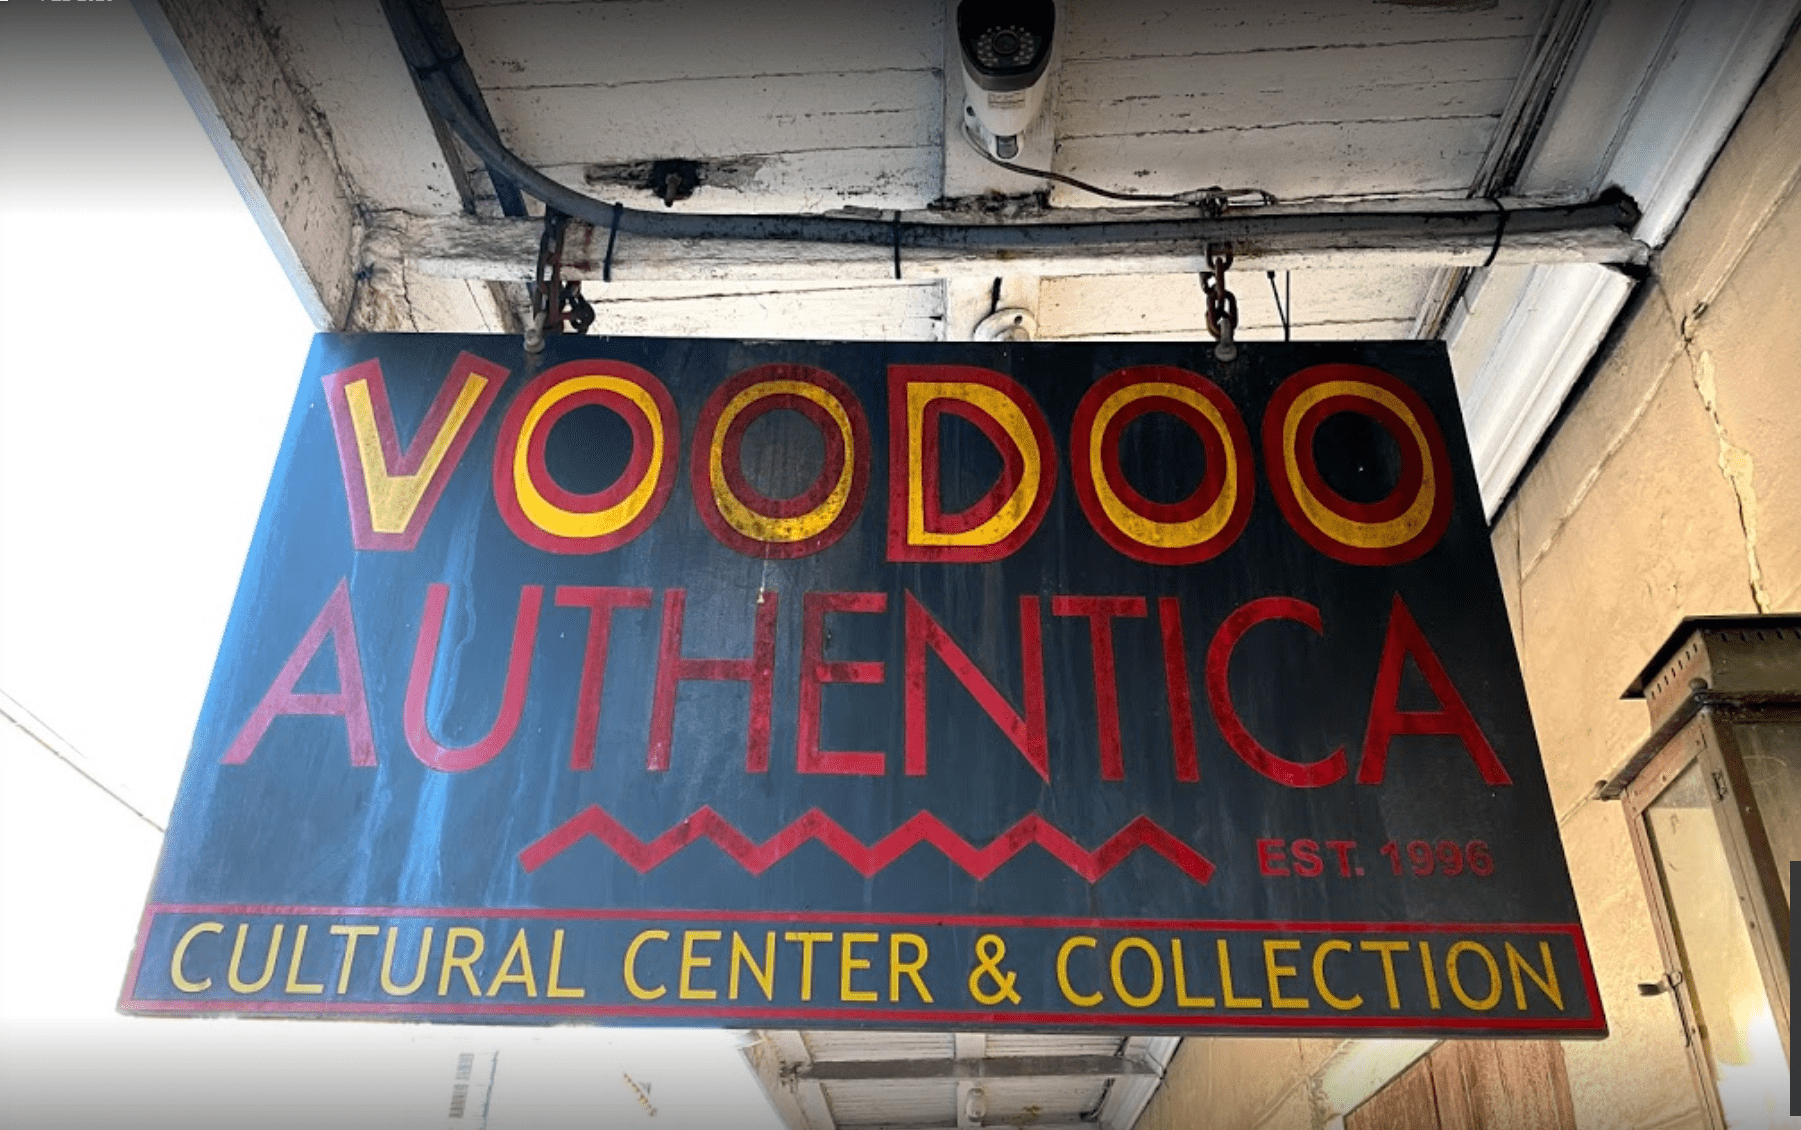 VOODOO
AUTHENTICA
EST. 1996
CULTURAL CENTER & COLLECTION